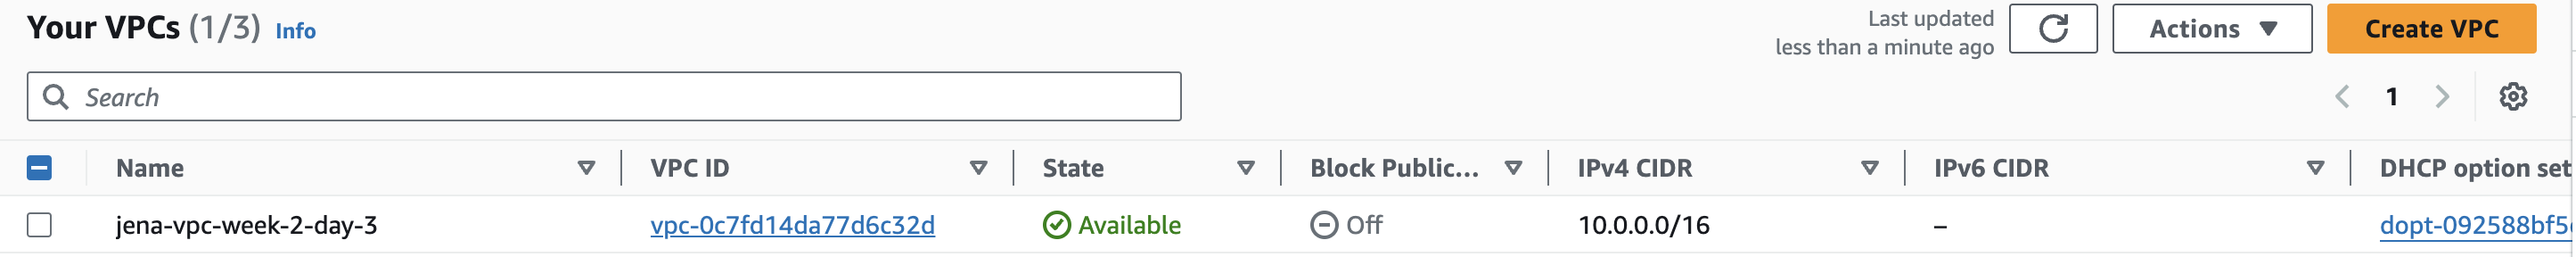 Your VPCs (1/3) Info
Last updated
less than a minute ago
Actions
Create VPC
Search
1
Name VPC ID State Block Public... IPv4 CIDR IPv6 CIDR DHCP option set
jena-vpc-week-2-day-3 vpc-0c7fd14da77d6c32d Available Off 10.0.0.0/16 – dopt-092588bf5